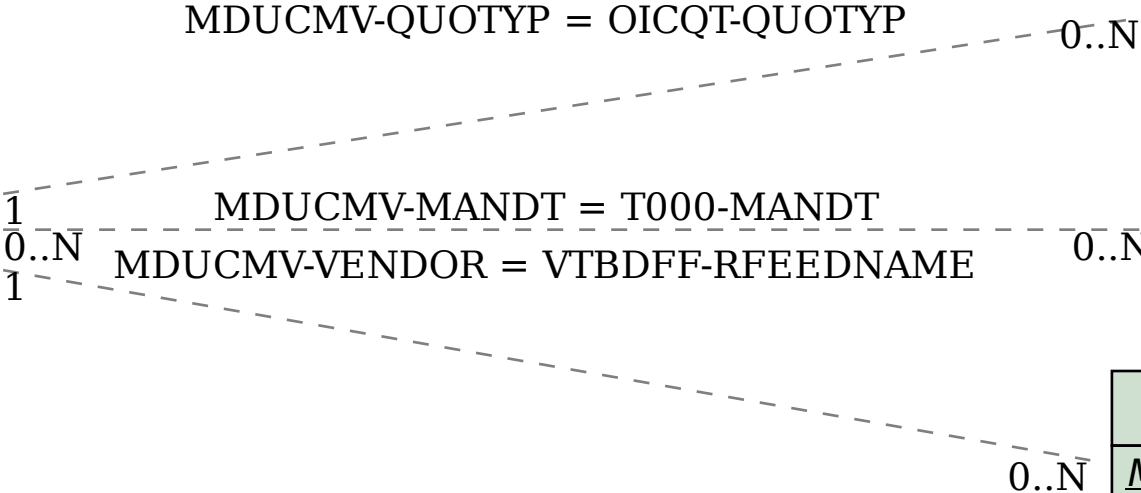 MDUCMV-QUOTYP = OICQT-QUOTYP
0..N
MDUCMV-MANDT = T000-MANDT
1
0..N
0..N
MDUCMV-VENDOR = VTBDFF-RFEEDNAME
1
0..N